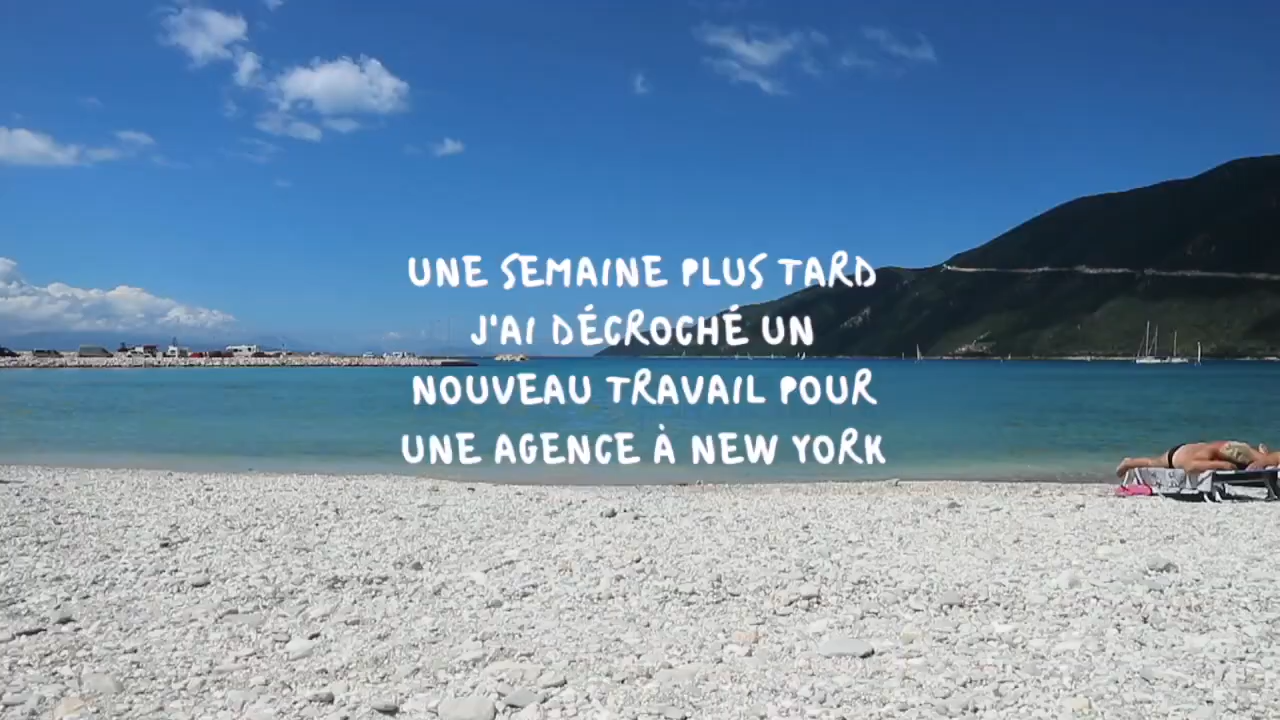 UNE SEMAINE PLUS TARD
J'AI DÉCROCHÉ UN
NOUVEAU TRAVAIL POUR
UNE AGENCE À NEW YORK